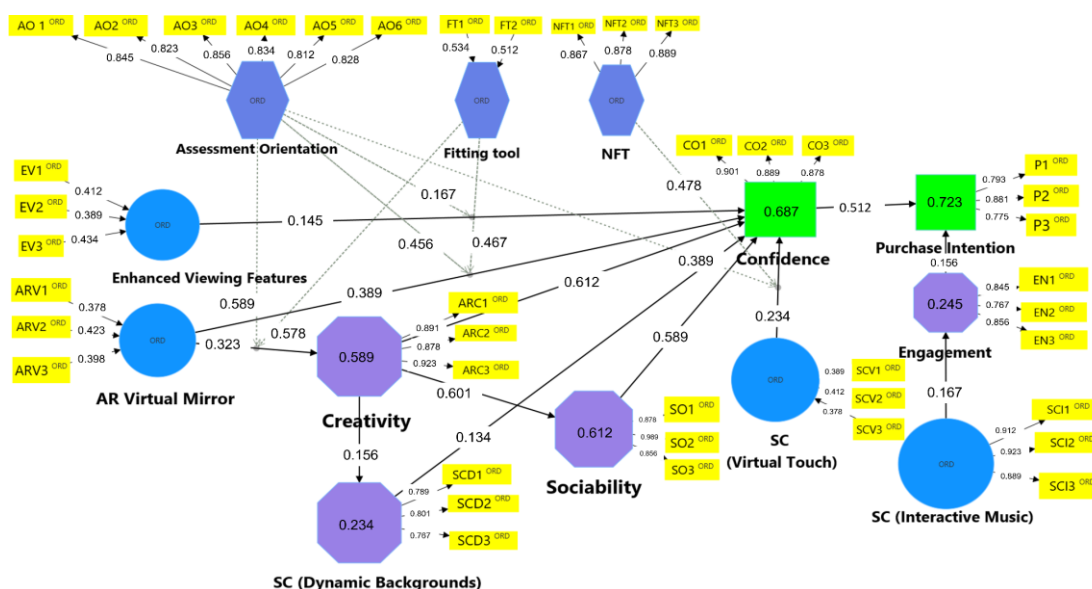 AO 1 ORD
AO2 ORD
AO3 ORD
AO4 ORD
AO5 ORD
AO6 ORD
FT1 ORD
FT2 ORD
NFT1 ORD
NFT2 ORD
NFT3 ORD
0.845
0.823
0.856
0.834
0.812
0.828
0.534
0.512
0.867
0.878
0.889
ORD
ORD
ORD
Assessment Orientation
Fitting tool
NFT
CO1 ORD
CO2 ORD
CO3 ORD
0.901
0.889
0.878
EV1 ORD
EV2 ORD
EV3 ORD
0.412
0.389
0.434
ORD
Enhanced Viewing Features
0.145
0.167
0.456
0.467
0.478
0.687
Confidence
0.512
0.723
Purchase Intention
0.793
0.881
0.775
P1 ORD
P2 ORD
P3 ORD
ARV1 ORD
ARV2 ORD
ARV3 ORD
0.378
0.423
0.398
ORD
AR Virtual Mirror
0.589
0.323
0.578
0.389
0.612
0.389
0.589
Creativity
0.589
0.891
0.878
0.923
ARC1 ORD
ARC2 ORD
ARC3 ORD
0.601
0.156
0.134
0.234
SC (Dynamic Backgrounds)
0.789
0.801
0.767
SCD1 ORD
SCD2 ORD
SCD3 ORD
0.612
Sociability
0.878
0.989
0.856
SO1 ORD
SO2 ORD
SO3 ORD
0.234
ORD
SC
(Virtual Touch)
0.389
0.412
0.378
SCV1 ORD
SCV2 ORD
SCV3 ORD
0.156
0.245
Engagement
0.845
0.767
0.856
EN1 ORD
EN2 ORD
EN3 ORD
0.167
ORD
SC (Interactive Music)
0.912
0.923
0.889
SCI1 ORD
SCI2 ORD
SCI3 ORD